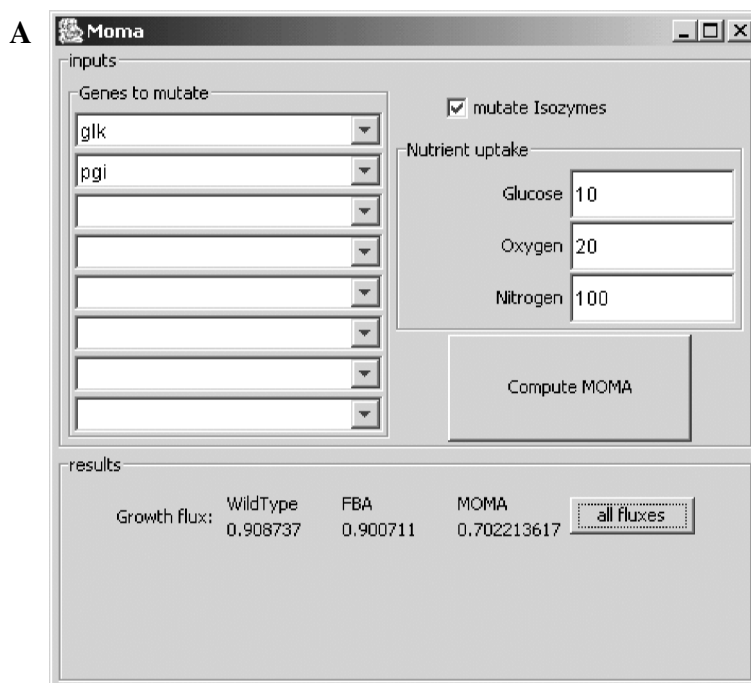 A
Moma
inputs
Genes to mutate
glk
pgi
mutate Isozymes
Nutrient uptake
Glucose 10
Oxygen 20
Nitrogen 100
Compute MOMA
results
WildType FBA MOMA
Growth flux: 0.908737 0.900711 0.702213617 all fluxes